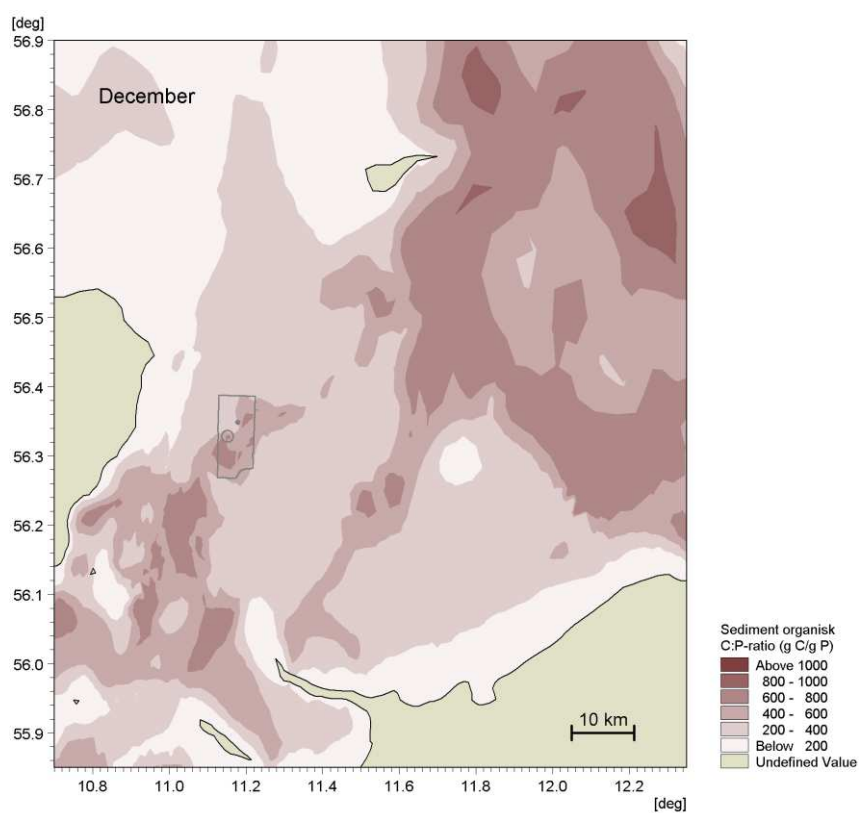 [deg]
56.9
December
56.8
56.7
56.6
56.5
56.4
56.3
56.2
56.1
56.0
55.9
10 km
10.8 11.0 11.2 11.4 11.6 11.8 12.0 12.2
[deg]
Sediment organisk
C:P-ratio (g C/g P)
Above 1000
800 - 1000
600 - 800
400 - 600
200 - 400
Below 200
Undefined Value